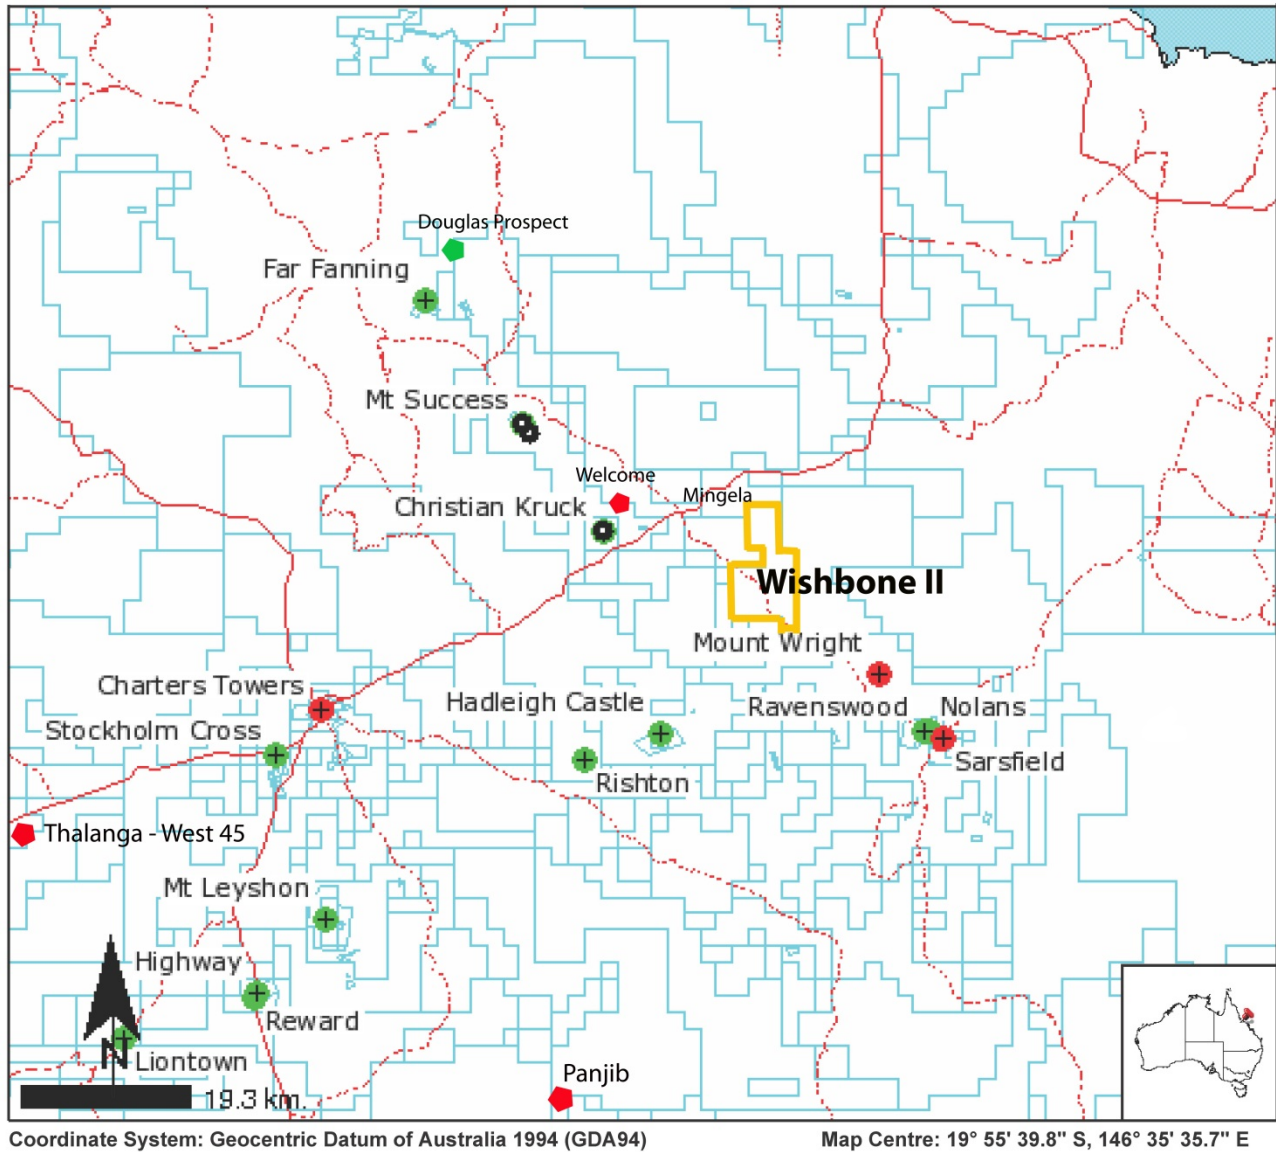 Douglas Prospect
Far Fanning
Mt Success
Welcome
Mingela
Christian Kruck
Wishbone II
Mount Wright
Charters Towers
Hadleigh Castle
Ravenswood
Nolans
Stockholm Cross
Sarsfield
Rishton
Thalanga - West 45
Mt Leyshon
Highway
Reward
N
Liontown
Panjib
19.3 km.
Coordinate System: Geocentric Datum of Australia 1994 (GDA94)
Map Centre: 19° 55' 39.8" S, 146° 35' 35.7" E